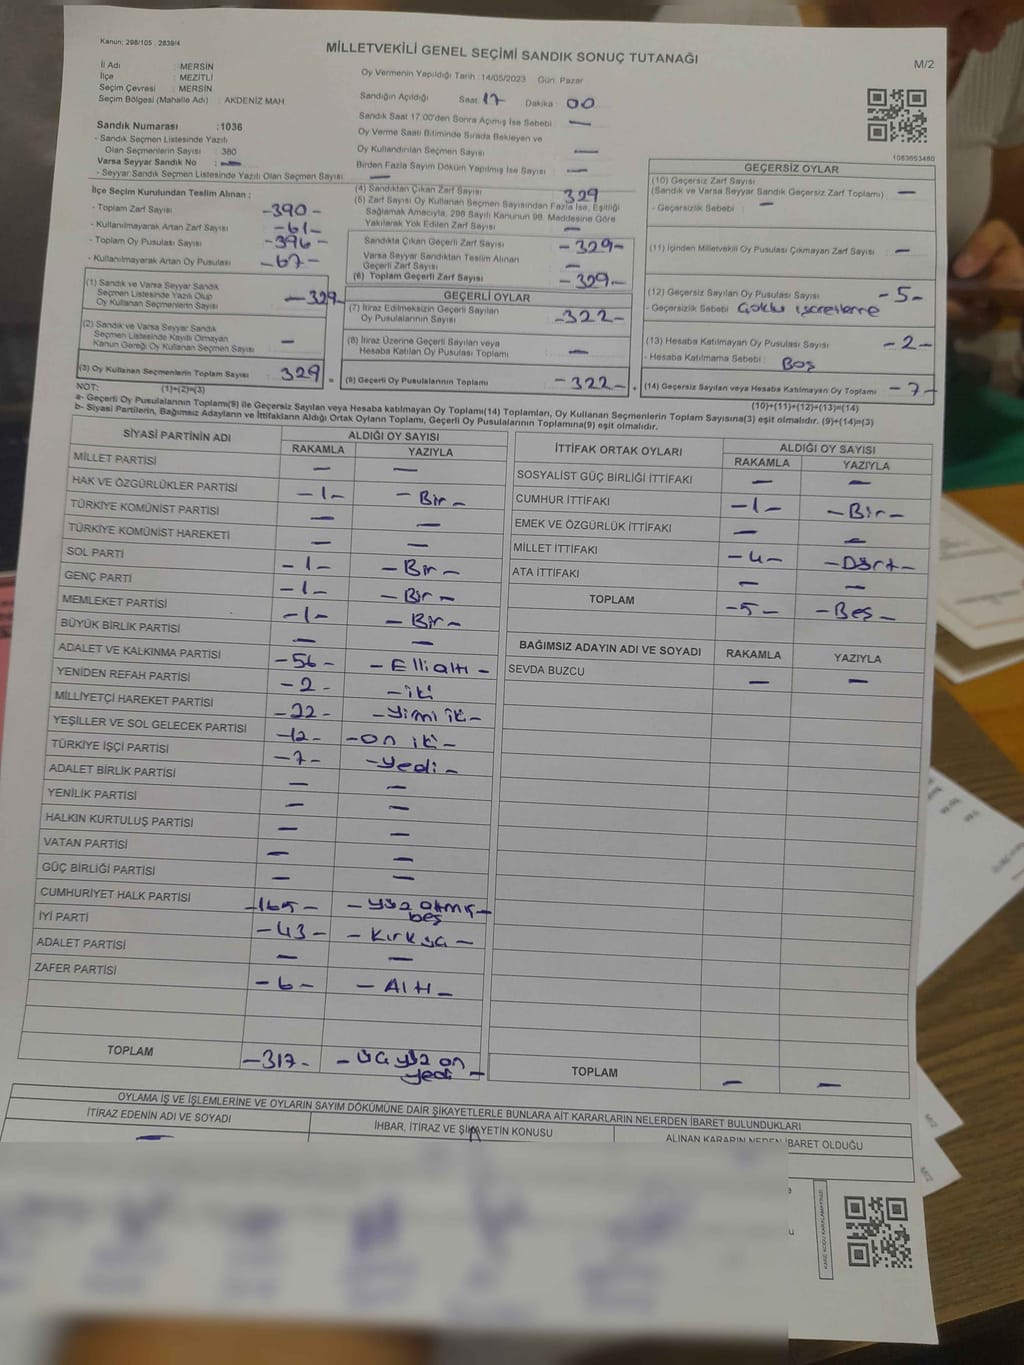 Kanun: 298/105 , 2839/4
MİLLETVEKİLİ GENEL SEÇİMİ SANDIK SONUÇ TUTANAĞI
M/2
İl Adı : MERSİN
İlçe : MEZİTLİ
Seçim Çevresi : MERSİN
Seçim Bölgesi (Mahalle Adı) : AKDENİZ MAH
Oy Vermenin Yapıldığı Tarih :14/05/2023 Gün: Pazar
Sandığın Açıldığı Saat :17 Dakika : 00
Sandık Saat 17:00'den Sonra Açılmış İse Sebebi : —
Oy Verme Saati Bitiminde Sırada Bekleyen ve
Oy Kullandırılan Seçmen Sayısı : —
Birden Fazla Sayım Döküm Yapılmış İse Sayısı : —
Sandık Numarası :1036
- Sandık Seçmen Listesinde Yazılı
Olan Seçmenlerin Sayısı : 380
Varsa Seyyar Sandık No : —
- Seyyar Sandık Seçmen Listesinde Yazılı Olan Seçmen Sayısı : —
İlçe Seçim Kurulundan Teslim Alınan :
- Toplam Zarf Sayısı -390-
- Kullanılmayarak Artan Zarf Sayısı -61-
- Toplam Oy Pusulası Sayısı -396-
- Kullanılmayarak Artan Oy Pusulası -67-
(1) Sandık ve Varsa Seyyar Sandık
Seçmen Listesinde Yazılı Olup
Oy Kullanan Seçmenlerin Sayısı -329-
(2) Sandık ve Varsa Seyyar Sandık
Seçmen Listesinde Kayıtlı Olmayan
Kanun Gereği Oy Kullanan Seçmen Sayısı —
(3) Oy Kullanan Seçmenlerin Toplam Sayısı 329
(1)+(2)=(3)
(4) Sandıktan Çıkan Zarf Sayısı 329
(5) Zarf Sayısı Oy Kullanan Seçmen Sayısından Fazla İse, Eşitliği
Sağlamak Amacıyla, 298 Sayılı Kanunun 98. Maddesine Göre
Yakılarak Yok Edilen Zarf Sayısı —
Sandıkta Çıkan Geçerli Zarf Sayısı -329-
Varsa Seyyar Sandıktan Teslim Alınan
Geçerli Zarf Sayısı —
(6) Toplam Geçerli Zarf Sayısı -329-
GEÇERLİ OYLAR
(7) İtiraz Edilmeksizin Geçerli Sayılan
Oy Pusulalarının Sayısı -322-
(8) İtiraz Üzerine Geçerli Sayılan veya
Hesaba Katılan Oy Pusulası Toplamı —
(9) Geçerli Oy Pusulalarının Toplamı -322-
1083653480
GEÇERSİZ OYLAR
(10) Geçersiz Zarf Sayısı
(Sandık ve Varsa Seyyar Sandık Geçersiz Zarf Toplamı) —
- Geçersizlik Sebebi : —
(11) İçinden Milletvekili Oy Pusulası Çıkmayan Zarf Sayısı —
(12) Geçersiz Sayılan Oy Pusulası Sayısı -5-
- Geçersizlik Sebebi Çoklu işaretleme
(13) Hesaba Katılmayan Oy Pusulası Sayısı -2-
- Hesaba Katılmama Sebebi : Boş
(14) Geçersiz Sayılan veya Hesaba Katılmayan Oy Toplamı -7-
(10)+(11)+(12)+(13)=(14)
NOT:
a- Geçerli Oy Pusulalarının Toplamı(9) ile Geçersiz Sayılan veya Hesaba katılmayan Oy Toplamı(14) Toplamları, Oy Kullanan Seçmenlerin Toplam Sayısına(3) eşit olmalıdır. (9)+(14)=(3)
b- Siyasi Partilerin, Bağımsız Adayların ve İttifakların Aldığı Ortak Oyların Toplamı, Geçerli Oy Pusulalarının Toplamına(9) eşit olmalıdır.
SİYASİ PARTİNİN ADI ALDIĞI OY SAYISI
RAKAMLA YAZIYLA
MİLLET PARTİSİ — —
HAK VE ÖZGÜRLÜKLER PARTİSİ -1- -Bir-
TÜRKİYE KOMÜNİST PARTİSİ — —
TÜRKİYE KOMÜNİST HAREKETİ — —
SOL PARTİ -1- -Bir-
GENÇ PARTİ -1- -Bir-
MEMLEKET PARTİSİ -1- -Bir-
BÜYÜK BİRLİK PARTİSİ — —
ADALET VE KALKINMA PARTİSİ -56- -Ellialtı-
YENİDEN REFAH PARTİSİ -2- -iki
MİLLİYETÇİ HAREKET PARTİSİ -22- -Yirmi iki-
YEŞİLLER VE SOL GELECEK PARTİSİ -12- -on iki-
TÜRKİYE İŞÇİ PARTİSİ -7- -Yedi-
ADALET BİRLİK PARTİSİ — —
YENİLİK PARTİSİ — —
HALKIN KURTULUŞ PARTİSİ — —
VATAN PARTİSİ — —
GÜÇ BİRLİĞİ PARTİSİ — —
CUMHURİYET HALK PARTİSİ -165- -Yüz atmış-
beş
İYİ PARTİ -43- -Kırk üç-
ADALET PARTİSİ — —
ZAFER PARTİSİ -6- -Altı-
TOPLAM -317- -Üç yüz on
yedi-
İTTİFAK ORTAK OYLARI ALDIĞI OY SAYISI
RAKAMLA YAZIYLA
SOSYALİST GÜÇ BİRLİĞİ İTTİFAKI — —
CUMHUR İTTİFAKI -1- -Bir-
EMEK VE ÖZGÜRLÜK İTTİFAKI — —
MİLLET İTTİFAKI -4- -Dört-
ATA İTTİFAKI — —
TOPLAM -5- -Beş-
BAĞIMSIZ ADAYIN ADI VE SOYADI RAKAMLA YAZIYLA
SEVDA BUZCU — —
TOPLAM — —
OYLAMA İŞ VE İŞLEMLERİNE VE OYLARIN SAYIM DÖKÜMÜNE DAİR ŞİKAYETLERLE BUNLARA AİT KARARLARIN NELERDEN İBARET BULUNDUKLARI
İTİRAZ EDENİN ADI VE SOYADI İHBAR, İTİRAZ VE ŞİKAYETİN KONUSU ALINAN KARARIN NEDEN İBARET OLDUĞU
—